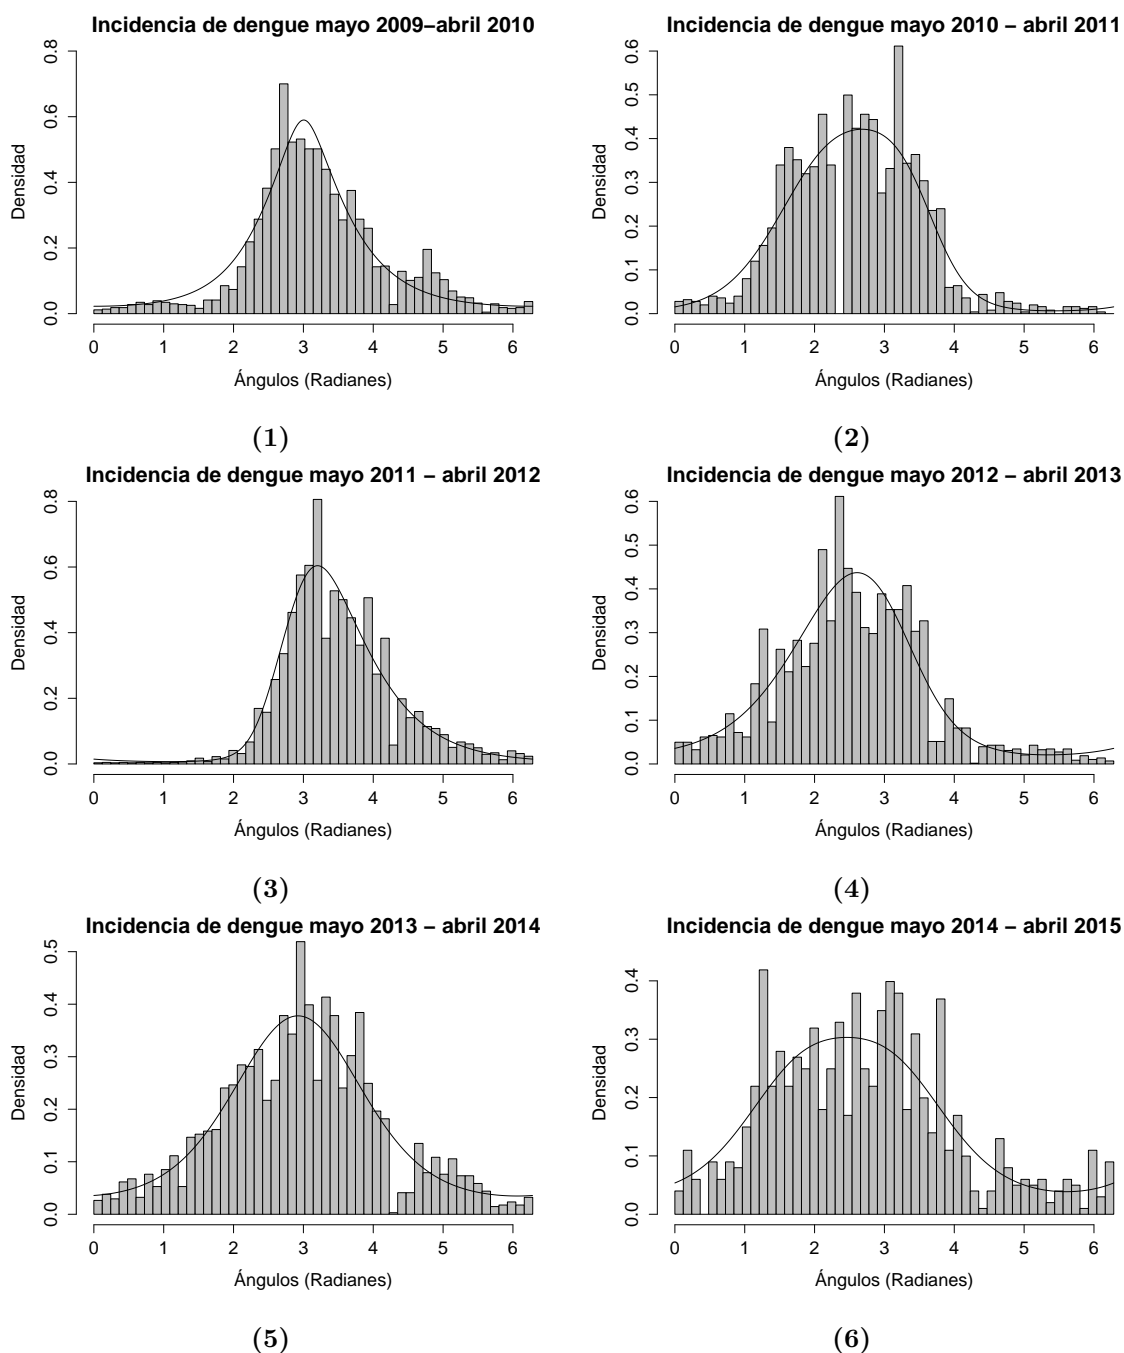 Incidencia de dengue mayo 2009−abril 2010
Densidad
0.0 0.2 0.4 0.6 0.8
0 1 2 3 4 5 6
Ángulos (Radianes)
(1)
Incidencia de dengue mayo 2010 − abril 2011
Densidad
0.0 0.1 0.2 0.3 0.4 0.5 0.6
0 1 2 3 4 5 6
Ángulos (Radianes)
(2)
Incidencia de dengue mayo 2011 − abril 2012
Densidad
0.0 0.2 0.4 0.6 0.8
0 1 2 3 4 5 6
Ángulos (Radianes)
(3)
Incidencia de dengue mayo 2012 − abril 2013
Densidad
0.0 0.1 0.2 0.3 0.4 0.5 0.6
0 1 2 3 4 5 6
Ángulos (Radianes)
(4)
Incidencia de dengue mayo 2013 − abril 2014
Densidad
0.0 0.1 0.2 0.3 0.4 0.5
0 1 2 3 4 5 6
Ángulos (Radianes)
(5)
Incidencia de dengue mayo 2014 − abril 2015
Densidad
0.0 0.1 0.2 0.3 0.4
0 1 2 3 4 5 6
Ángulos (Radianes)
(6)